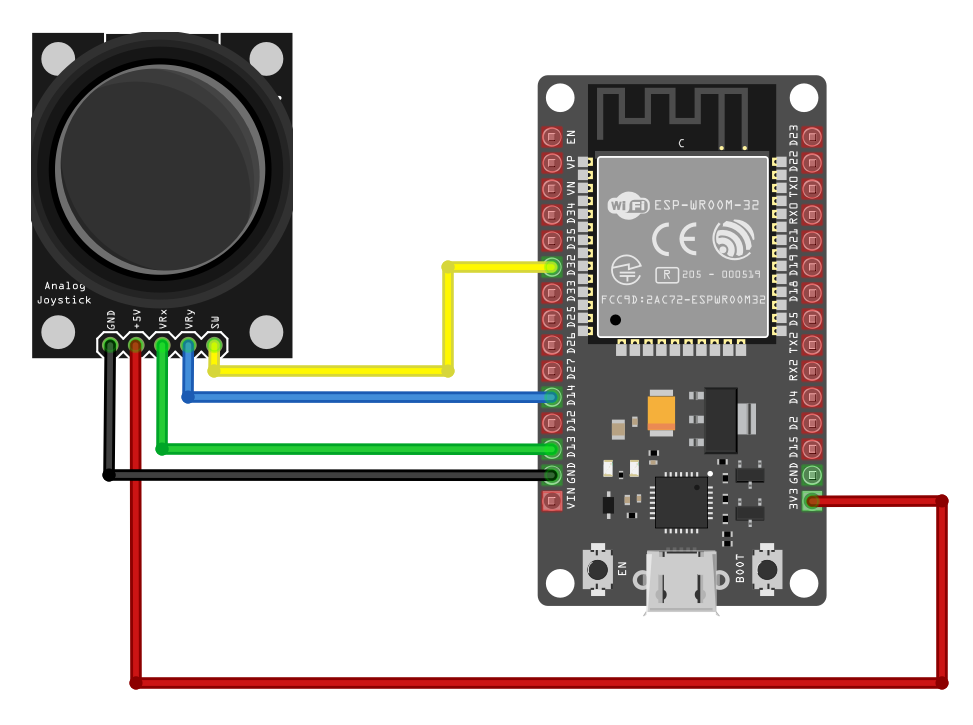 Analog
Joystick
GND
+5V
VRx
VRy
SW
EN
VP
VN
D34
D35
D32
D33
D25
D26
D27
D14
D12
D13
GND
VIN
C
WiFi ESP-WROOM-32
CE
R 205 - 000519
FCC9D:2AC72-ESPWROOM32
D23
D22
TX0
RX0
D21
D19
D18
D5
TX2
RX2
D4
D2
D15
GND
3V3
EN
BOOT